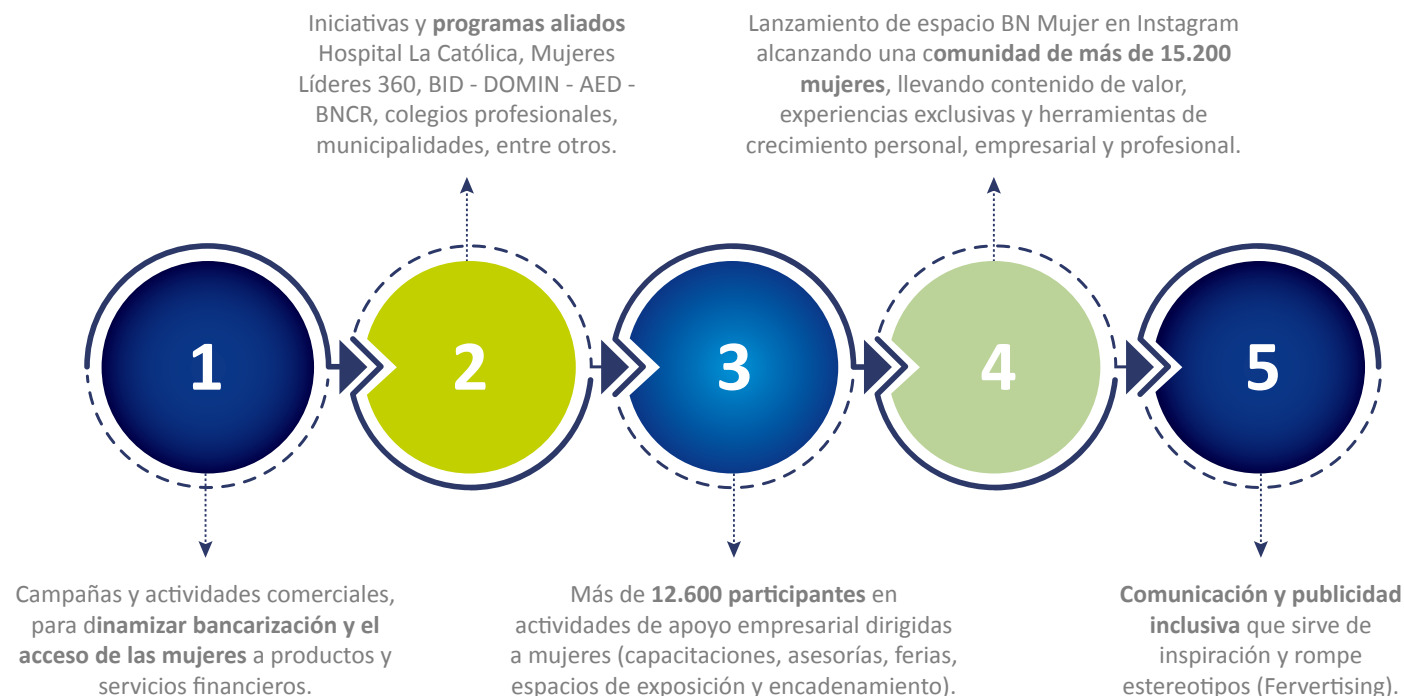 Iniciativas y programas aliados
Hospital La Católica, Mujeres
Líderes 360, BID - DOMIN - AED -
BNCR, colegios profesionales,
municipalidades, entre otros.
Lanzamiento de espacio BN Mujer en Instagram
alcanzando una comunidad de más de 15.200
mujeres, llevando contenido de valor,
experiencias exclusivas y herramientas de
crecimiento personal, empresarial y profesional.
1
2
3
4
5
Campañas y actividades comerciales,
para dinamizar bancarización y el
acceso de las mujeres a productos y
servicios financieros.
Más de 12.600 participantes en
actividades de apoyo empresarial dirigidas
a mujeres (capacitaciones, asesorías, ferias,
espacios de exposición y encadenamiento).
Comunicación y publicidad
inclusiva que sirve de
inspiración y rompe
estereotipos (Fervertising).